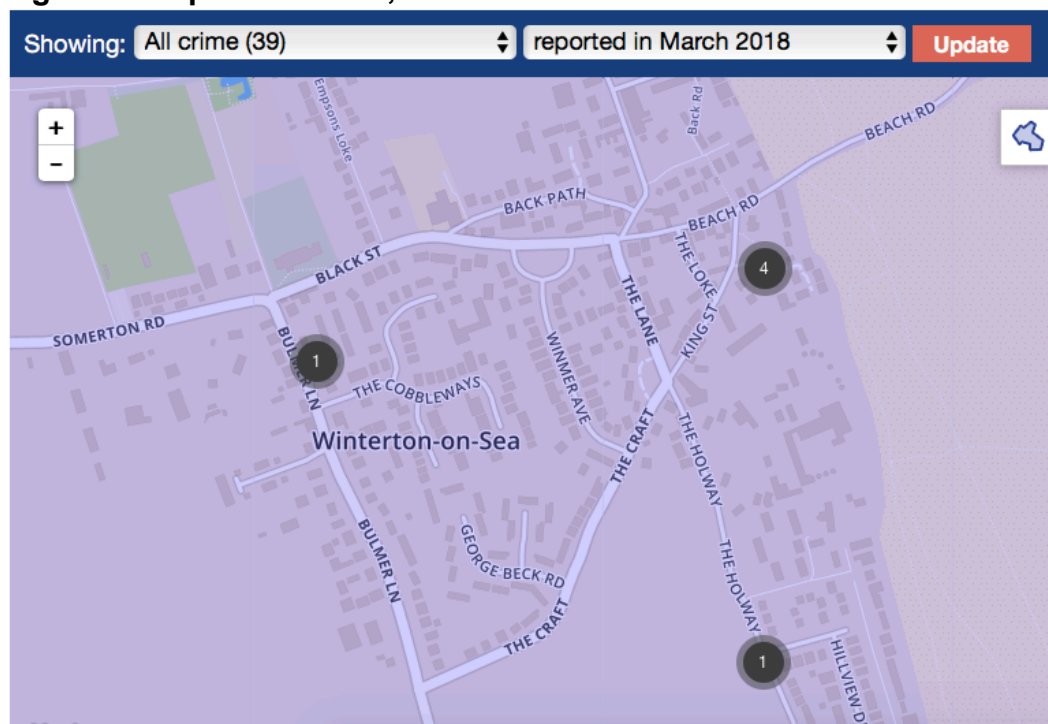 Showing: All crime (39) reported in March 2018 Update
+
−
Empsons Loke
Back Rd
BEACH RD
BACK PATH
BEACH RD
BLACK ST
THE LOKE
4
THE LANE
KING ST
SOMERTON RD
BULMER LN
1
WINMER AVE
THE COBBLEWAYS
Winterton-on-Sea
THE CRAFT
THE HOLWAY
BULMER LN
GEORGE BECK RD
THE HOLWAY
THE CRAFT
1
HILLVIEW D